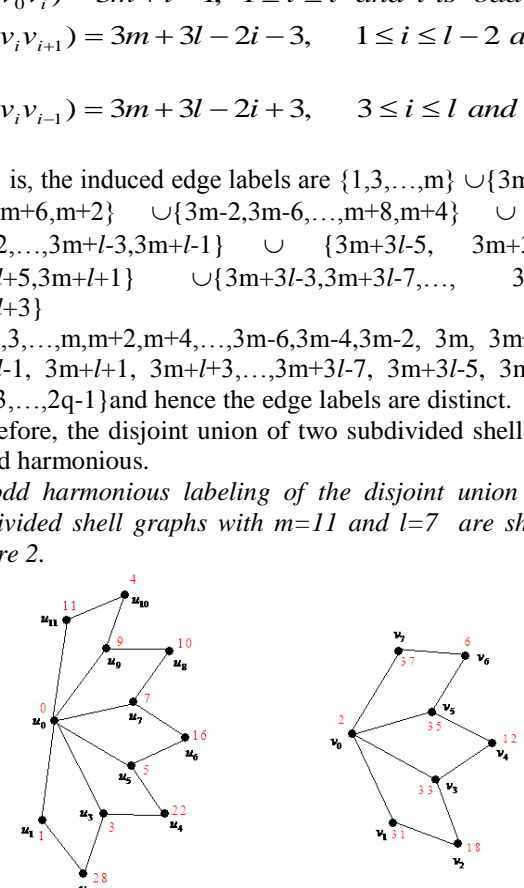 v₀vᵢ) = 3m + l − 1, 1 ≤ i ≤ l and i is odd
vᵢvᵢ₊₁) = 3m + 3l − 2i − 3, 1 ≤ i ≤ l − 2 a
vᵢvᵢ₋₁) = 3m + 3l − 2i + 3, 3 ≤ i ≤ l and
is, the induced edge labels are {1,3,…,m} ∪{3m
m+6,m+2} ∪{3m-2,3m-6,…,m+8,m+4} ∪
2,…,3m+l-3,3m+l-1} ∪ {3m+3l-5, 3m+3
l+5,3m+l+1} ∪{3m+3l-3,3m+3l-7,…, 3
l+3}
,3,…,m,m+2,m+4,…,3m-6,3m-4,3m-2, 3m, 3m-
l-1, 3m+l+1, 3m+l+3,…,3m+3l-7, 3m+3l-5, 3m
3,…,2q-1}and hence the edge labels are distinct.
efore, the disjoint union of two subdivided shell
d harmonious.
odd harmonious labeling of the disjoint union
divided shell graphs with m=11 and l=7 are sh
re 2.
4
11 u₁₀
u₁₁
9 10
u₉ u₈
v₇ 6
37 v₆
0 7
u₀ u₇
2 v₅
v₀ 35
16
u₆
12
v₄
5
u₅
33 v₃
u₃ 22
3 u₄
u₁ 1
v₁ 31
18
v₂
28